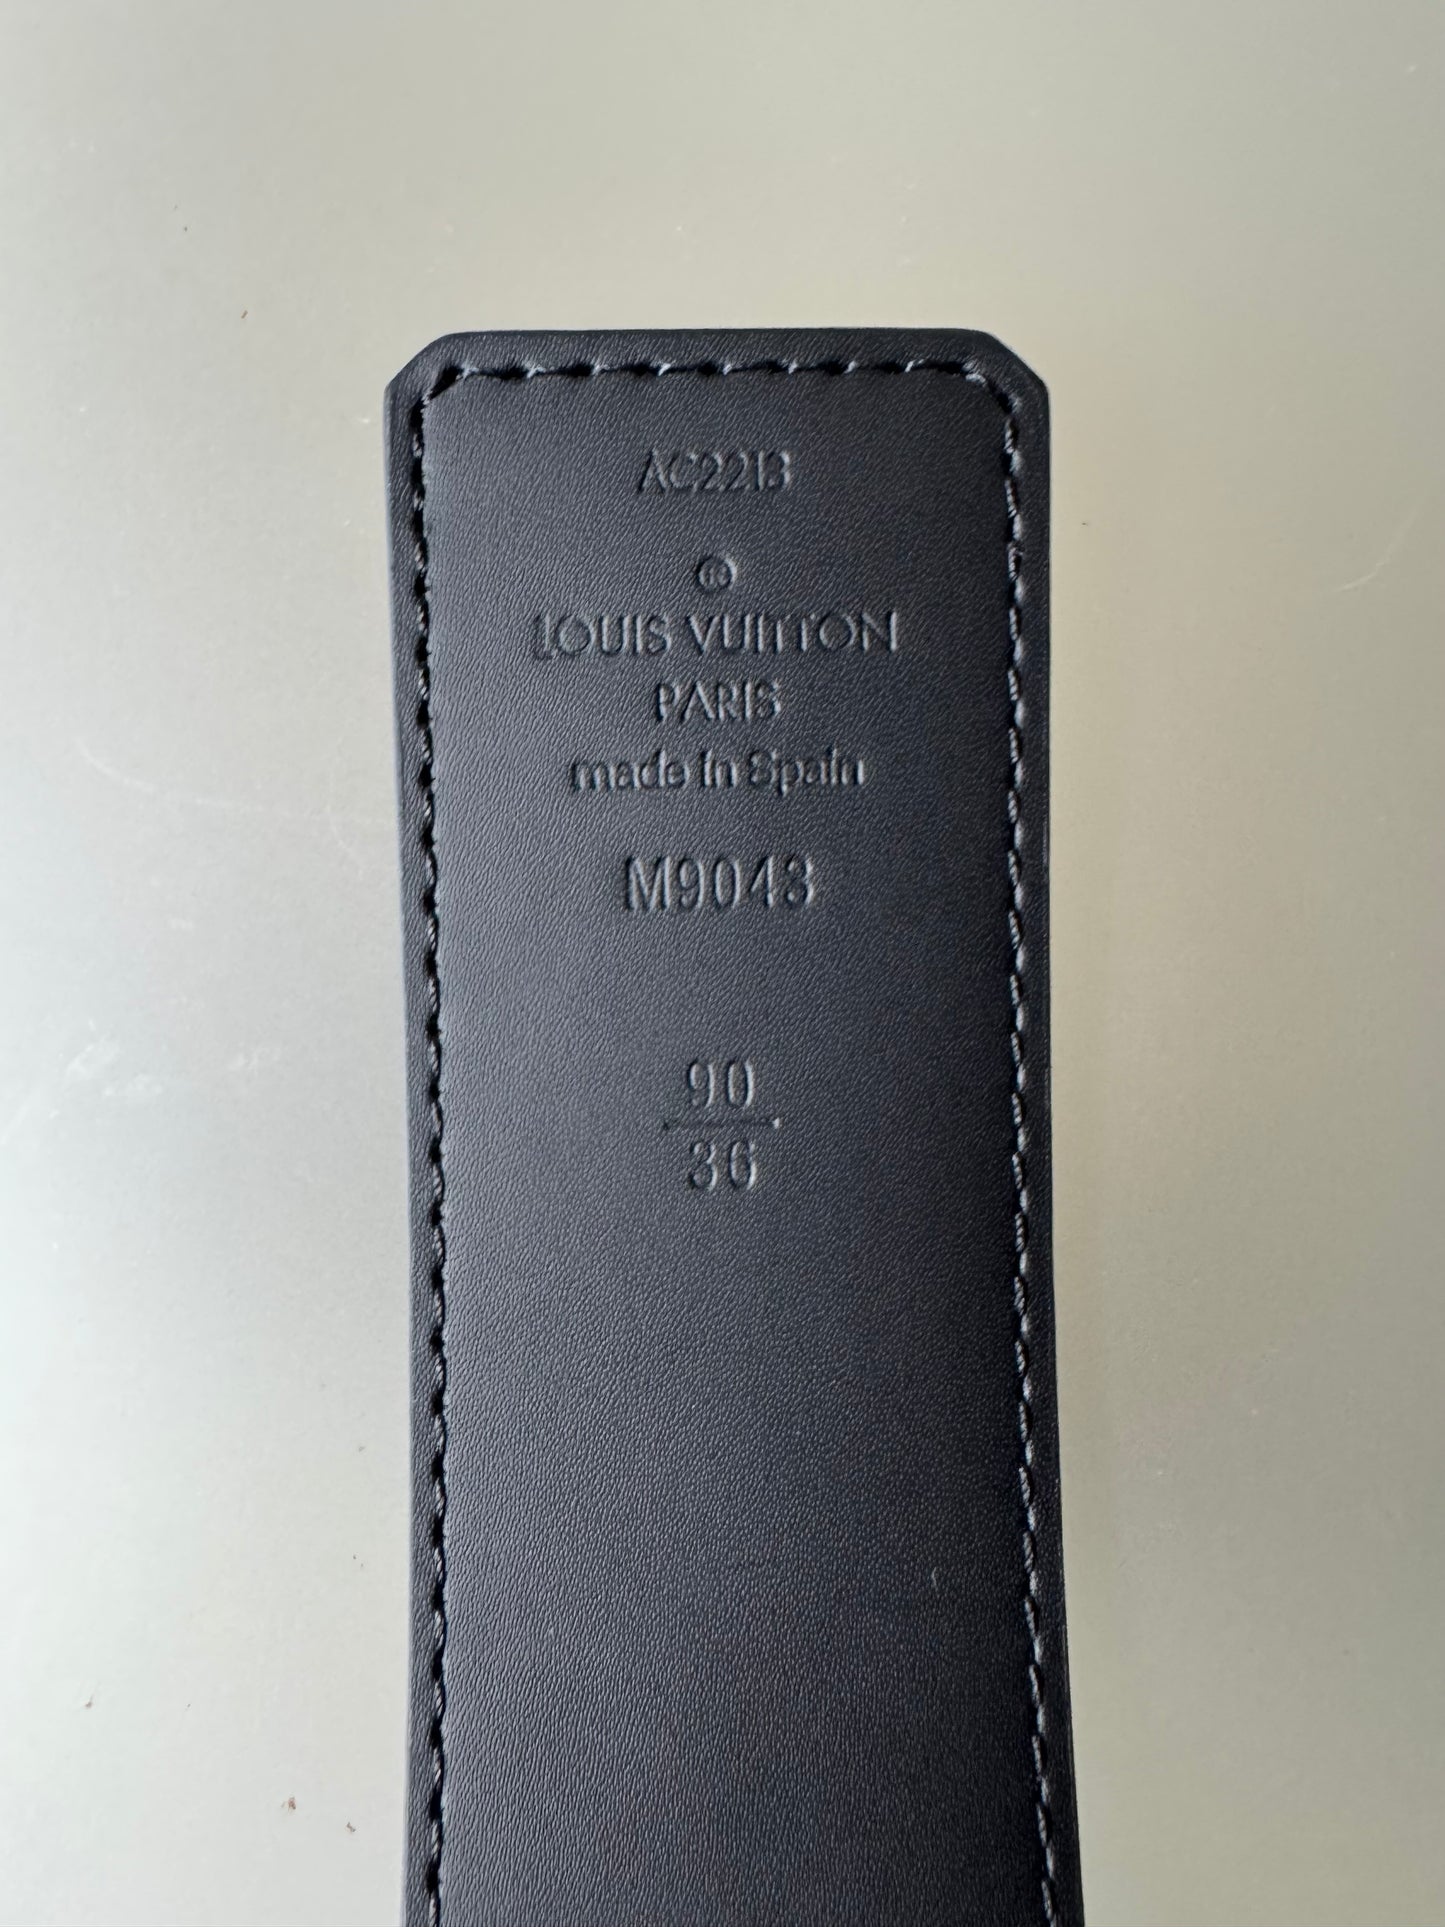 AC2213
®
LOUIS VUITTON
PARIS
made in Spain
M9043
90
36